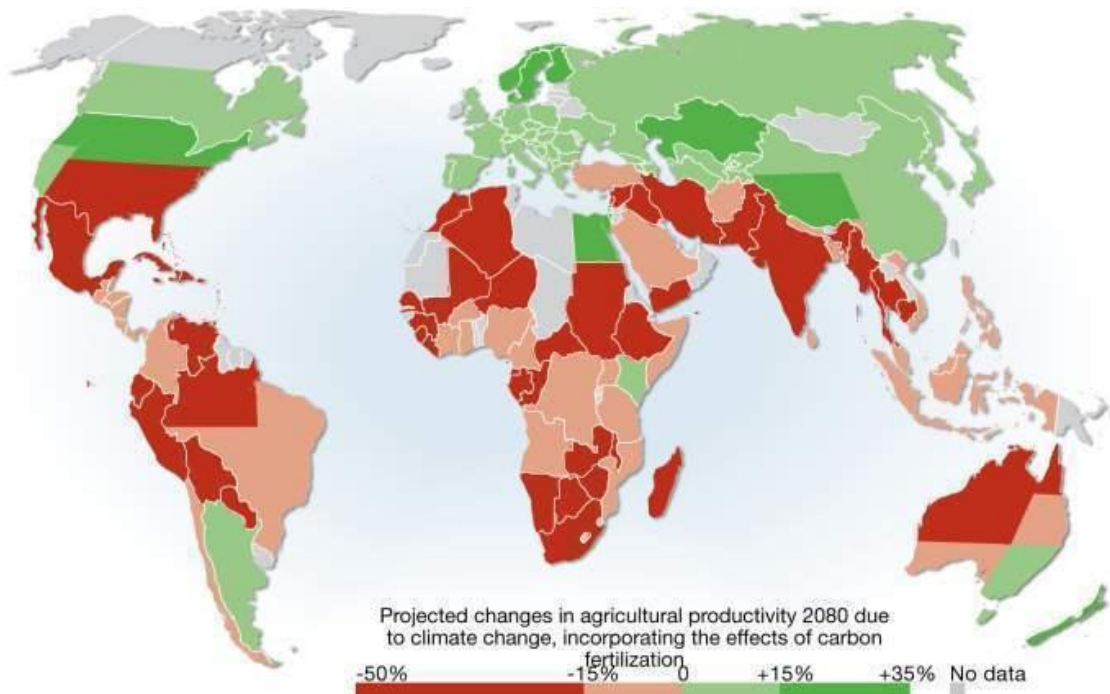 Projected changes in agricultural productivity 2080 due
to climate change, incorporating the effects of carbon
fertilization
-50% -15% 0 +15% +35% No data